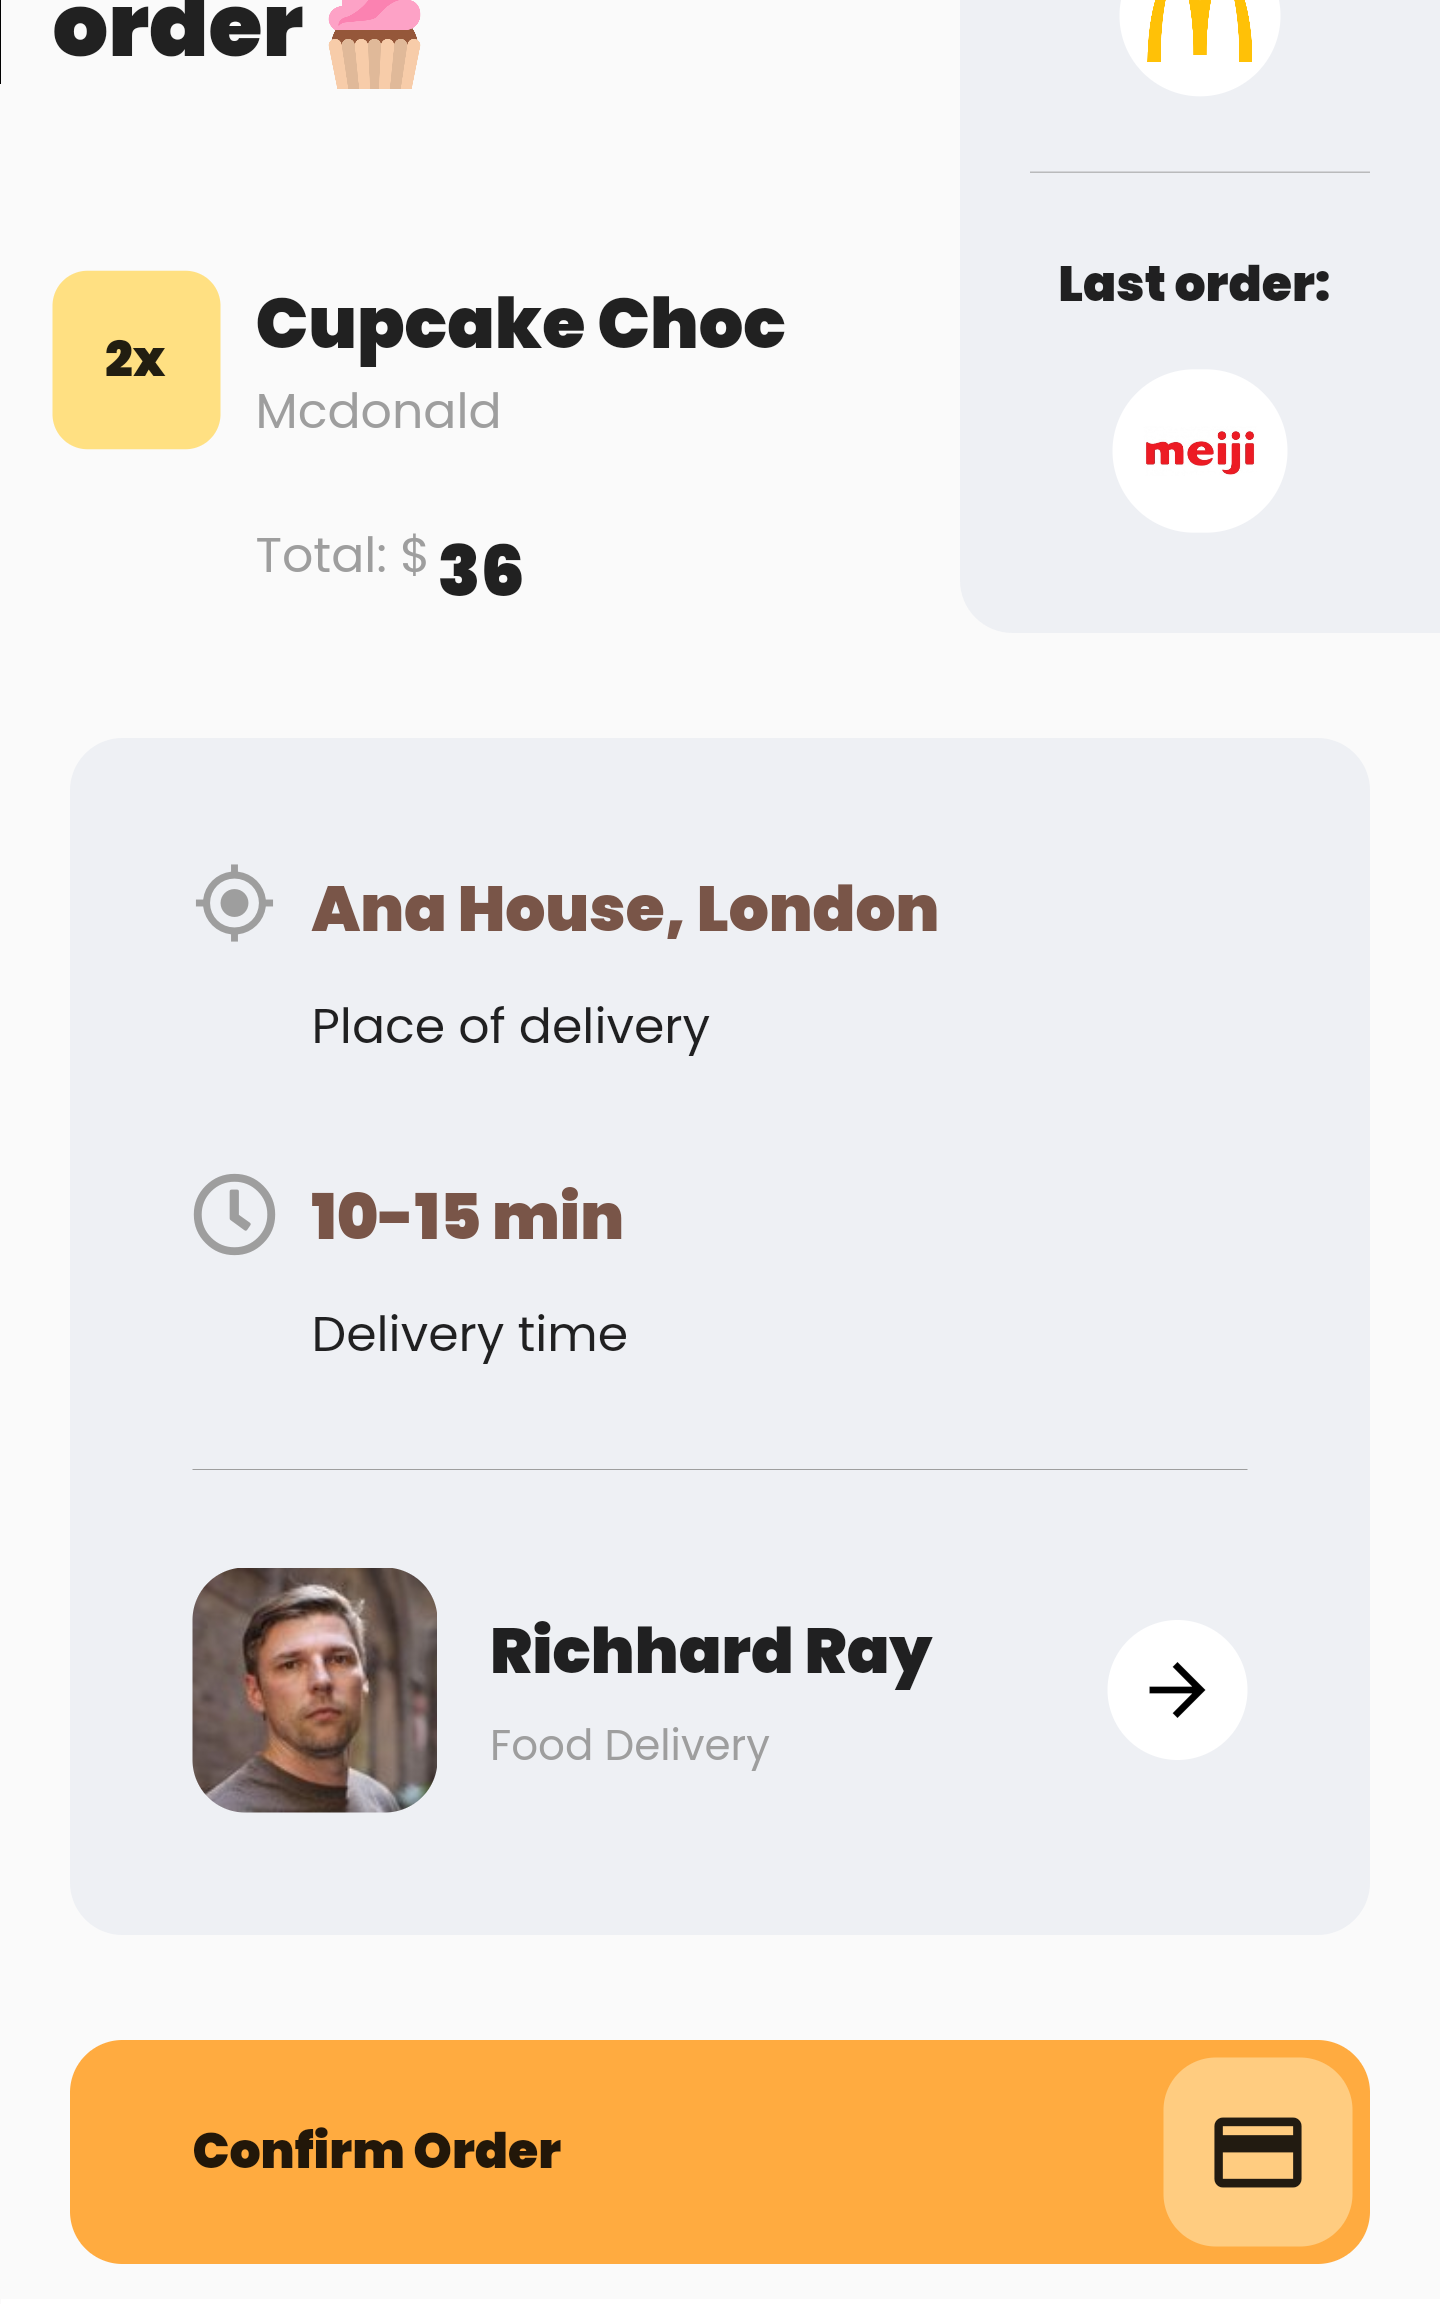 order
2x
Cupcake Choc
Mcdonald
Total: $ 36
Last order:
meiji
Ana House, London
Place of delivery
10-15 min
Delivery time
Richhard Ray
Food Delivery
Confirm Order